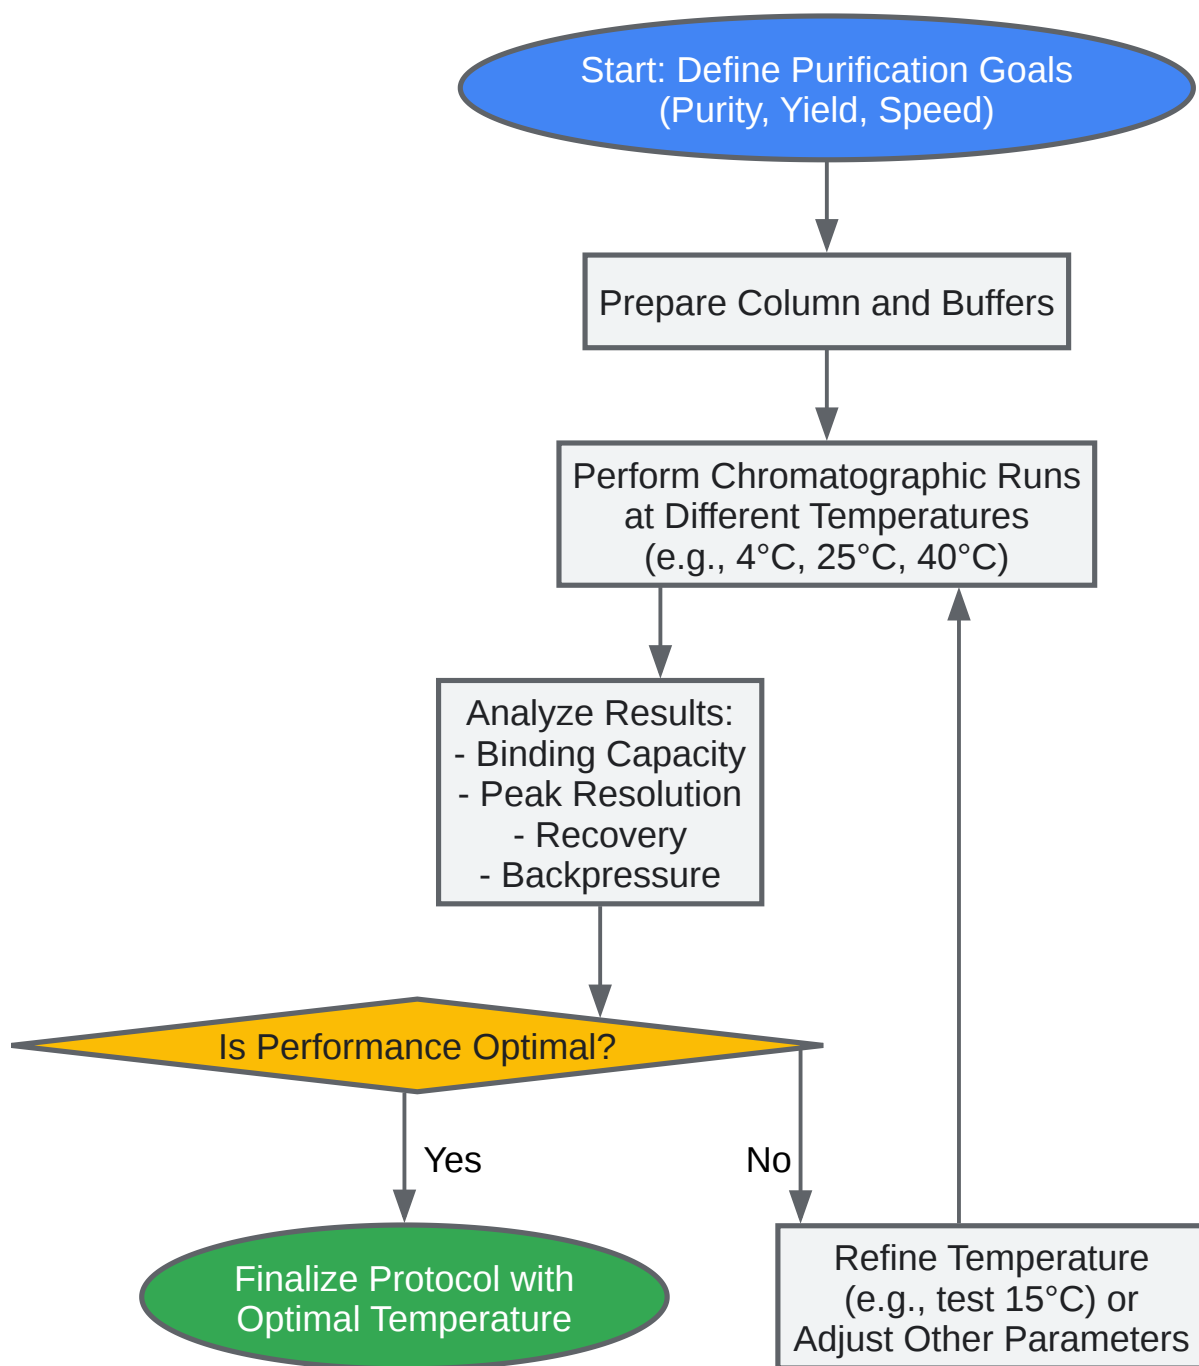 Start: Define Purification Goals
(Purity, Yield, Speed)
Prepare Column and Buffers
Perform Chromatographic Runs
at Different Temperatures
(e.g., 4°C, 25°C, 40°C)
Analyze Results:
- Binding Capacity
- Peak Resolution
- Recovery
- Backpressure
Is Performance Optimal?
Yes
No
Finalize Protocol with
Optimal Temperature
Refine Temperature
(e.g., test 15°C) or
Adjust Other Parameters